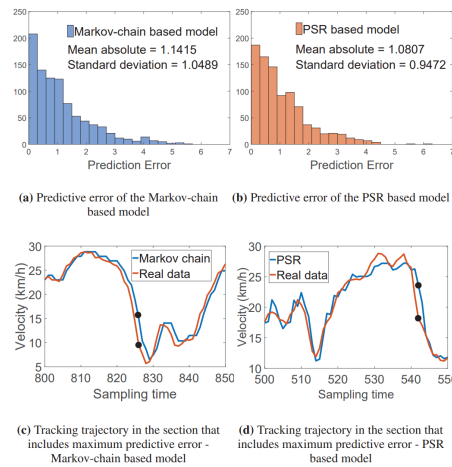 250
200
150
100
50
0
Markov-chain based model
Mean absolute = 1.1415
Standard deviation = 1.0489
0 1 2 3 4 5 6 7
Prediction Error
(a) Predictive error of the Markov-chain
based model
250
200
150
100
50
0
PSR based model
Mean absolute = 1.0807
Standard deviation = 0.9472
0 1 2 3 4 5 6 7
Prediction Error
(b) Predictive error of the PSR based model
Velocity (km/h)
30
25
20
15
10
5
Markov chain
Real data
800 810 820 830 840 850
Sampling time
(c) Tracking trajectory in the section that
includes maximum predictive error -
Markov-chain based model
Velocity (km/h)
30
25
20
15
10
PSR
Real data
500 510 520 530 540 550
Sampling time
(d) Tracking trajectory in the section that
includes maximum predictive error - PSR
based model